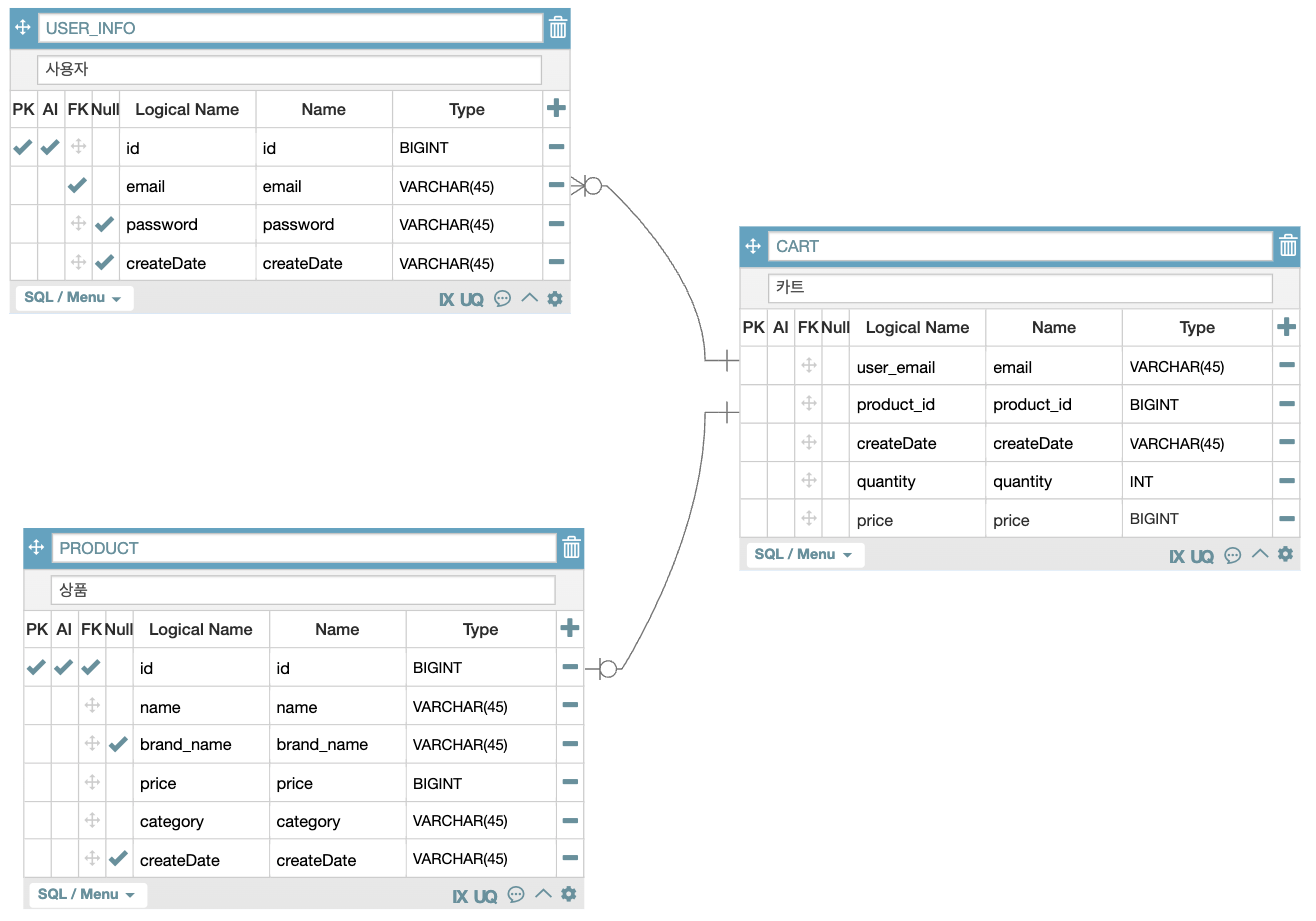 USER_INFO
사용자
PK AI FK Null Logical Name Name Type
id id BIGINT
email email VARCHAR(45)
password password VARCHAR(45)
createDate createDate VARCHAR(45)
SQL / Menu IX UQ
CART
카트
PK AI FK Null Logical Name Name Type
user_email email VARCHAR(45)
product_id product_id BIGINT
createDate createDate VARCHAR(45)
quantity quantity INT
price price BIGINT
SQL / Menu IX UQ
PRODUCT
상품
PK AI FK Null Logical Name Name Type
id id BIGINT
name name VARCHAR(45)
brand_name brand_name VARCHAR(45)
price price BIGINT
category category VARCHAR(45)
createDate createDate VARCHAR(45)
SQL / Menu IX UQ